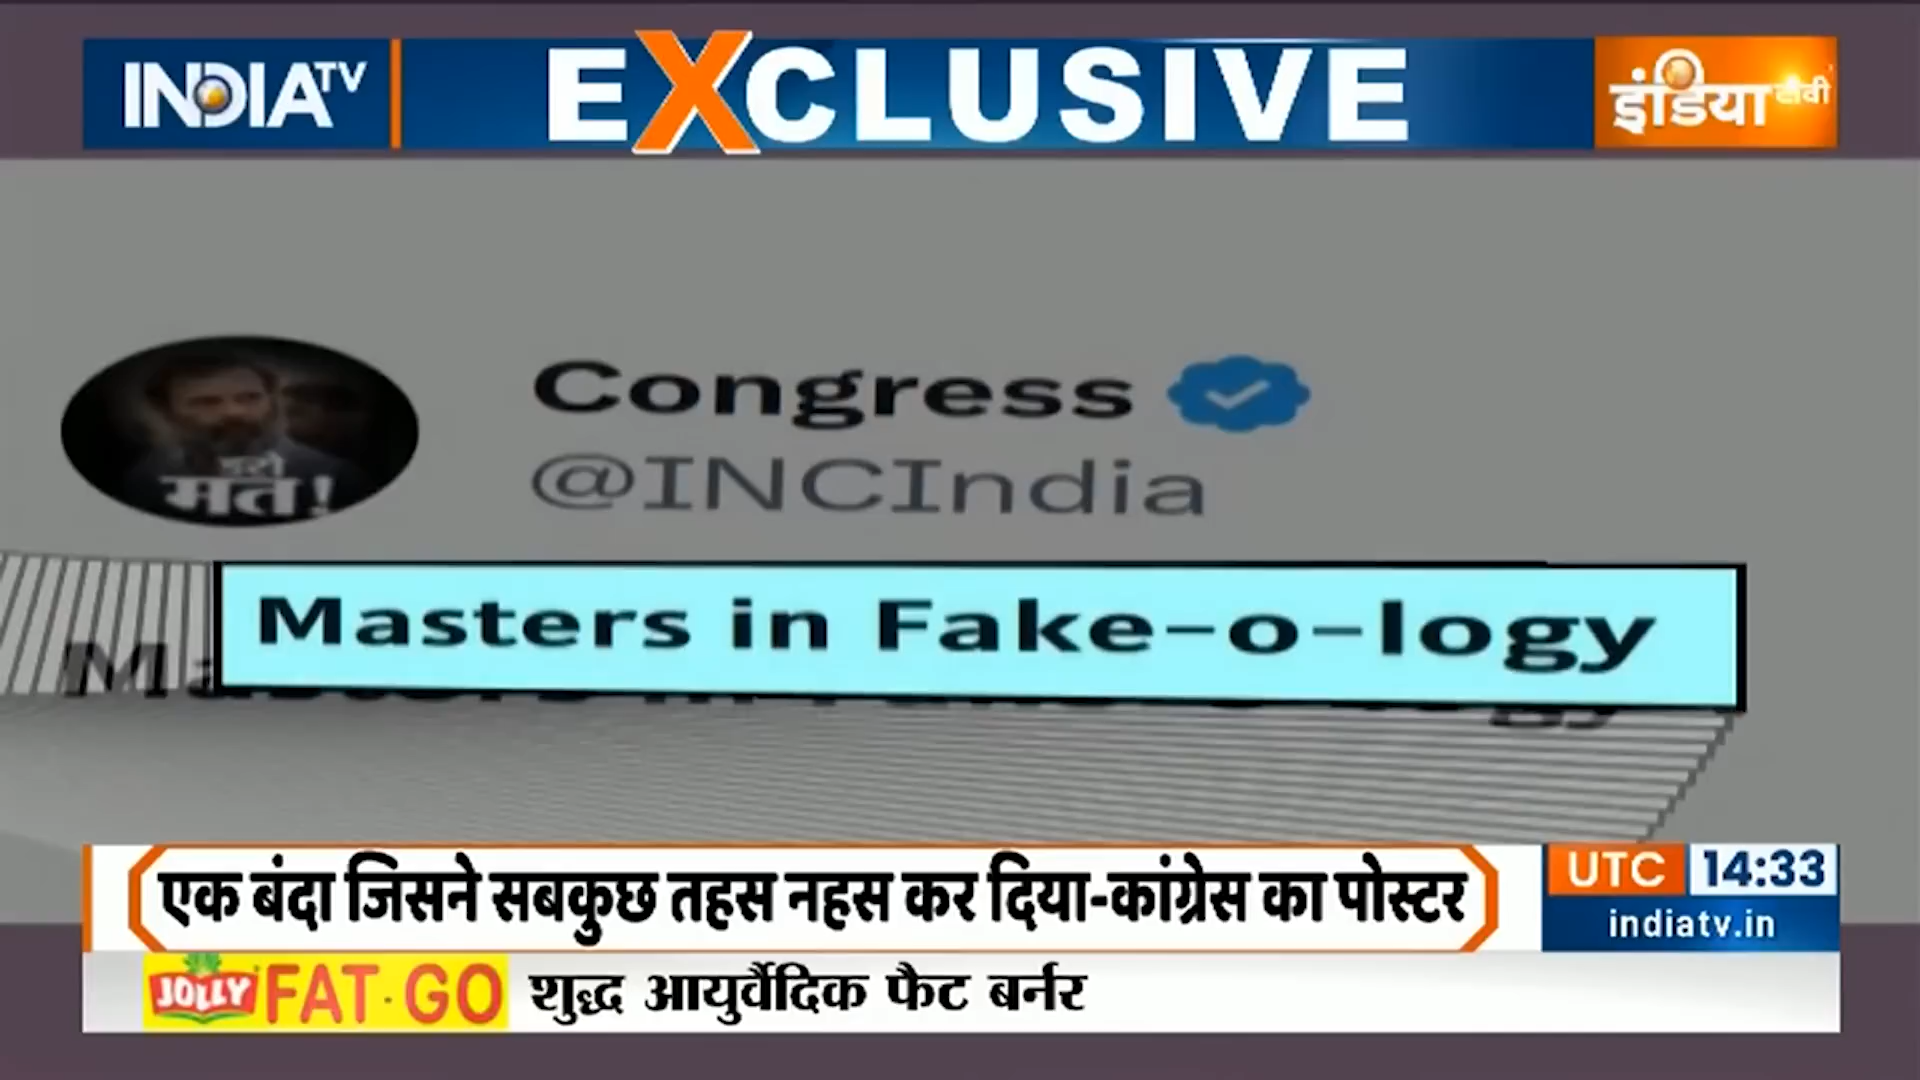 INDIA TV
EXCLUSIVE
इंडिया टीवी
Congress
@INCIndia
डरो
मत!
Masters in Fake-o-logy
एक बंदा जिसने सबकुछ तहस नहस कर दिया-कांग्रेस का पोस्टर
UTC 14:33
indiatv.in
JOLLY FAT-GO शुद्ध आयुर्वेदिक फैट बर्नर